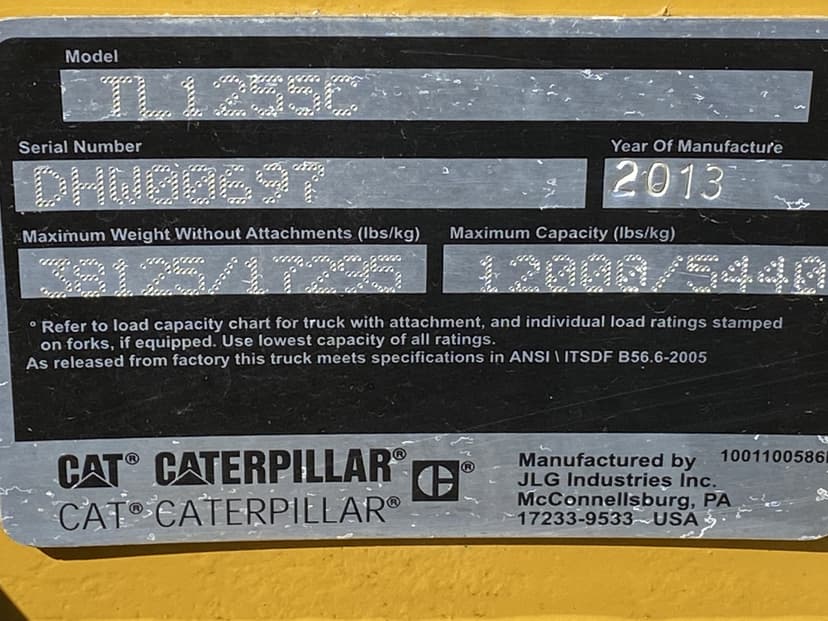 Model
TL1255C
Serial Number
DHW00697
Year Of Manufacture
2013
Maximum Weight Without Attachments (lbs/kg)
38125/17295
Maximum Capacity (lbs/kg)
12000/5440
° Refer to load capacity chart for truck with attachment, and individual load ratings stamped
on forks, if equipped. Use lowest capacity of all ratings.
As released from factory this truck meets specifications in ANSI \ ITSDF B56.6-2005
CAT® CATERPILLAR® ®
CAT® CATERPILLAR®
Manufactured by
JLG Industries Inc.
McConnellsburg, PA
17233-9533 USA
1001100586